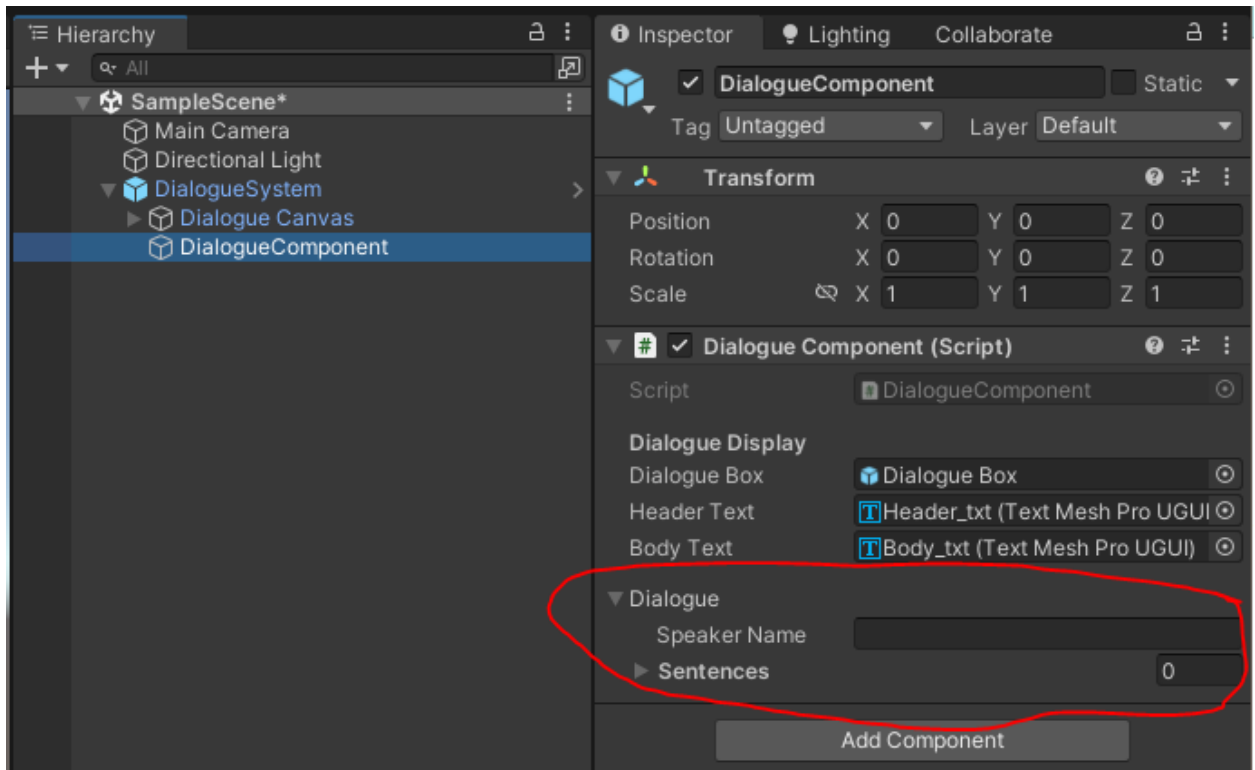 Hierarchy
All
SampleScene*
Main Camera
Directional Light
DialogueSystem
Dialogue Canvas
DialogueComponent
Inspector Lighting Collaborate
DialogueComponent Static
Tag Untagged Layer Default
Transform
Position X 0 Y 0 Z 0
Rotation X 0 Y 0 Z 0
Scale X 1 Y 1 Z 1
# Dialogue Component (Script)
Script DialogueComponent
Dialogue Display
Dialogue Box Dialogue Box
Header Text Header_txt (Text Mesh Pro UGUI
Body Text Body_txt (Text Mesh Pro UGUI)
Dialogue
Speaker Name
Sentences 0
Add Component